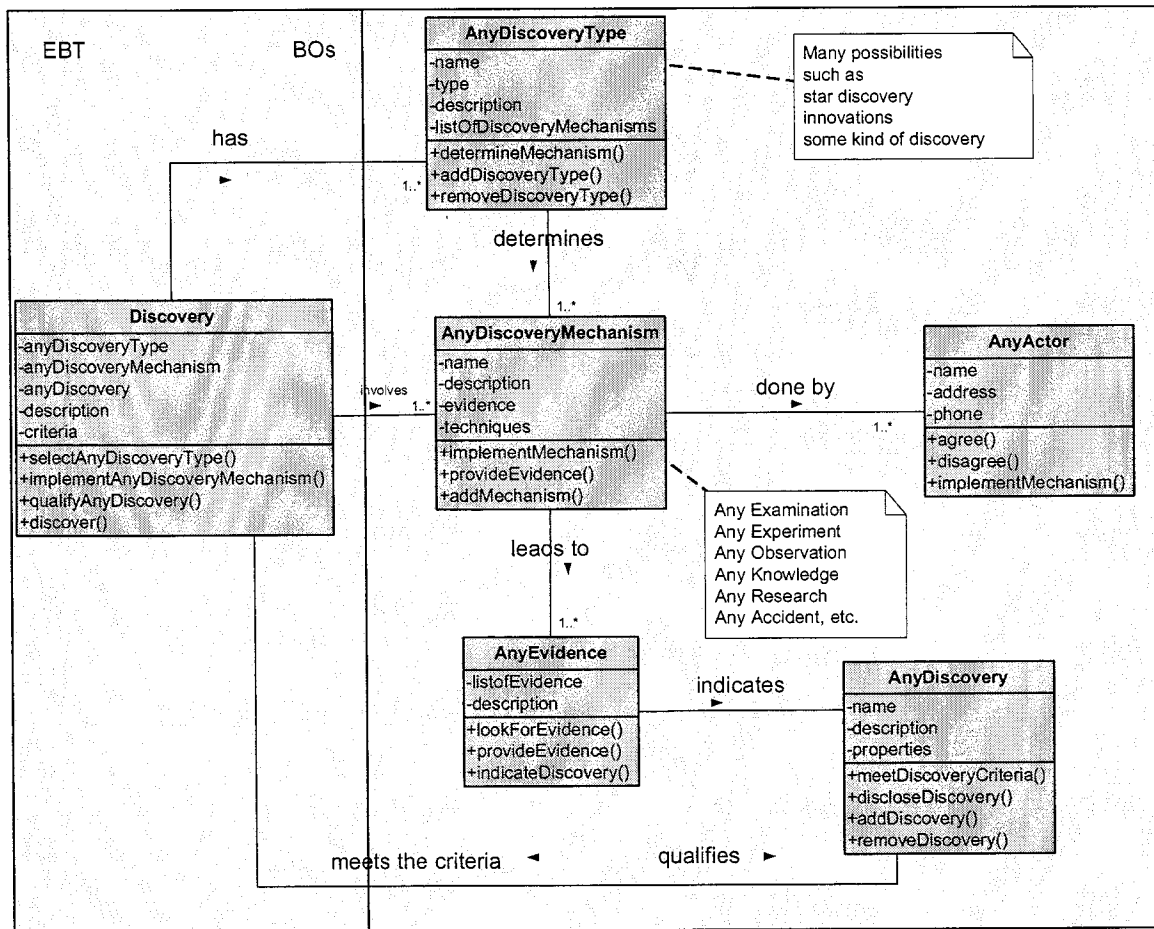 EBT
BOs
AnyDiscoveryType
-name
-type
-description
-listOfDiscoveryMechanisms
+determineMechanism()
+addDiscoveryType()
+removeDiscoveryType()
Many possibilities
such as
star discovery
innovations
some kind of discovery
has
1..*
determines
1..*
Discovery
-anyDiscoveryType
-anyDiscoveryMechanism
-anyDiscovery
-description
-criteria
+selectAnyDiscoveryType()
+implementAnyDiscoveryMechanism()
+qualifyAnyDiscovery()
+discover()
involves
1..*
AnyDiscoveryMechanism
-name
-description
-evidence
-techniques
+implementMechanism()
+provideEvidence()
+addMechanism()
done by
1..*
AnyActor
-name
-address
-phone
+agree()
+disagree()
+implementMechanism()
Any Examination
Any Experiment
Any Observation
Any Knowledge
Any Research
Any Accident, etc.
leads to
1..*
AnyEvidence
-listofEvidence
-description
+lookForEvidence()
+provideEvidence()
+indicateDiscovery()
indicates
AnyDiscovery
-name
-description
-properties
+meetDiscoveryCriteria()
+discloseDiscovery()
+addDiscovery()
+removeDiscovery()
meets the criteria
qualifies